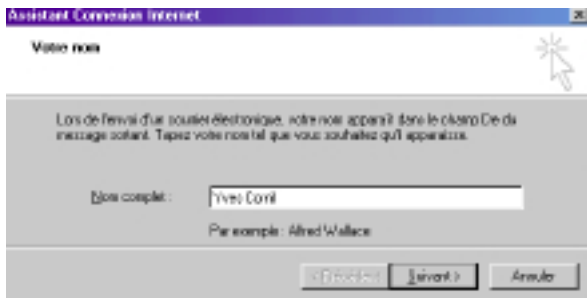 Assistant Connexion Internet
Votre nom
Lors de l'envoi d'un courrier électronique, votre nom apparaît dans le champ De du
message sortant. Tapez votre nom tel que vous souhaitez qu'il apparaisse.
Nom complet : Yves
Par exemple : Alfred Wallace
< Précédent Suivant > Annuler